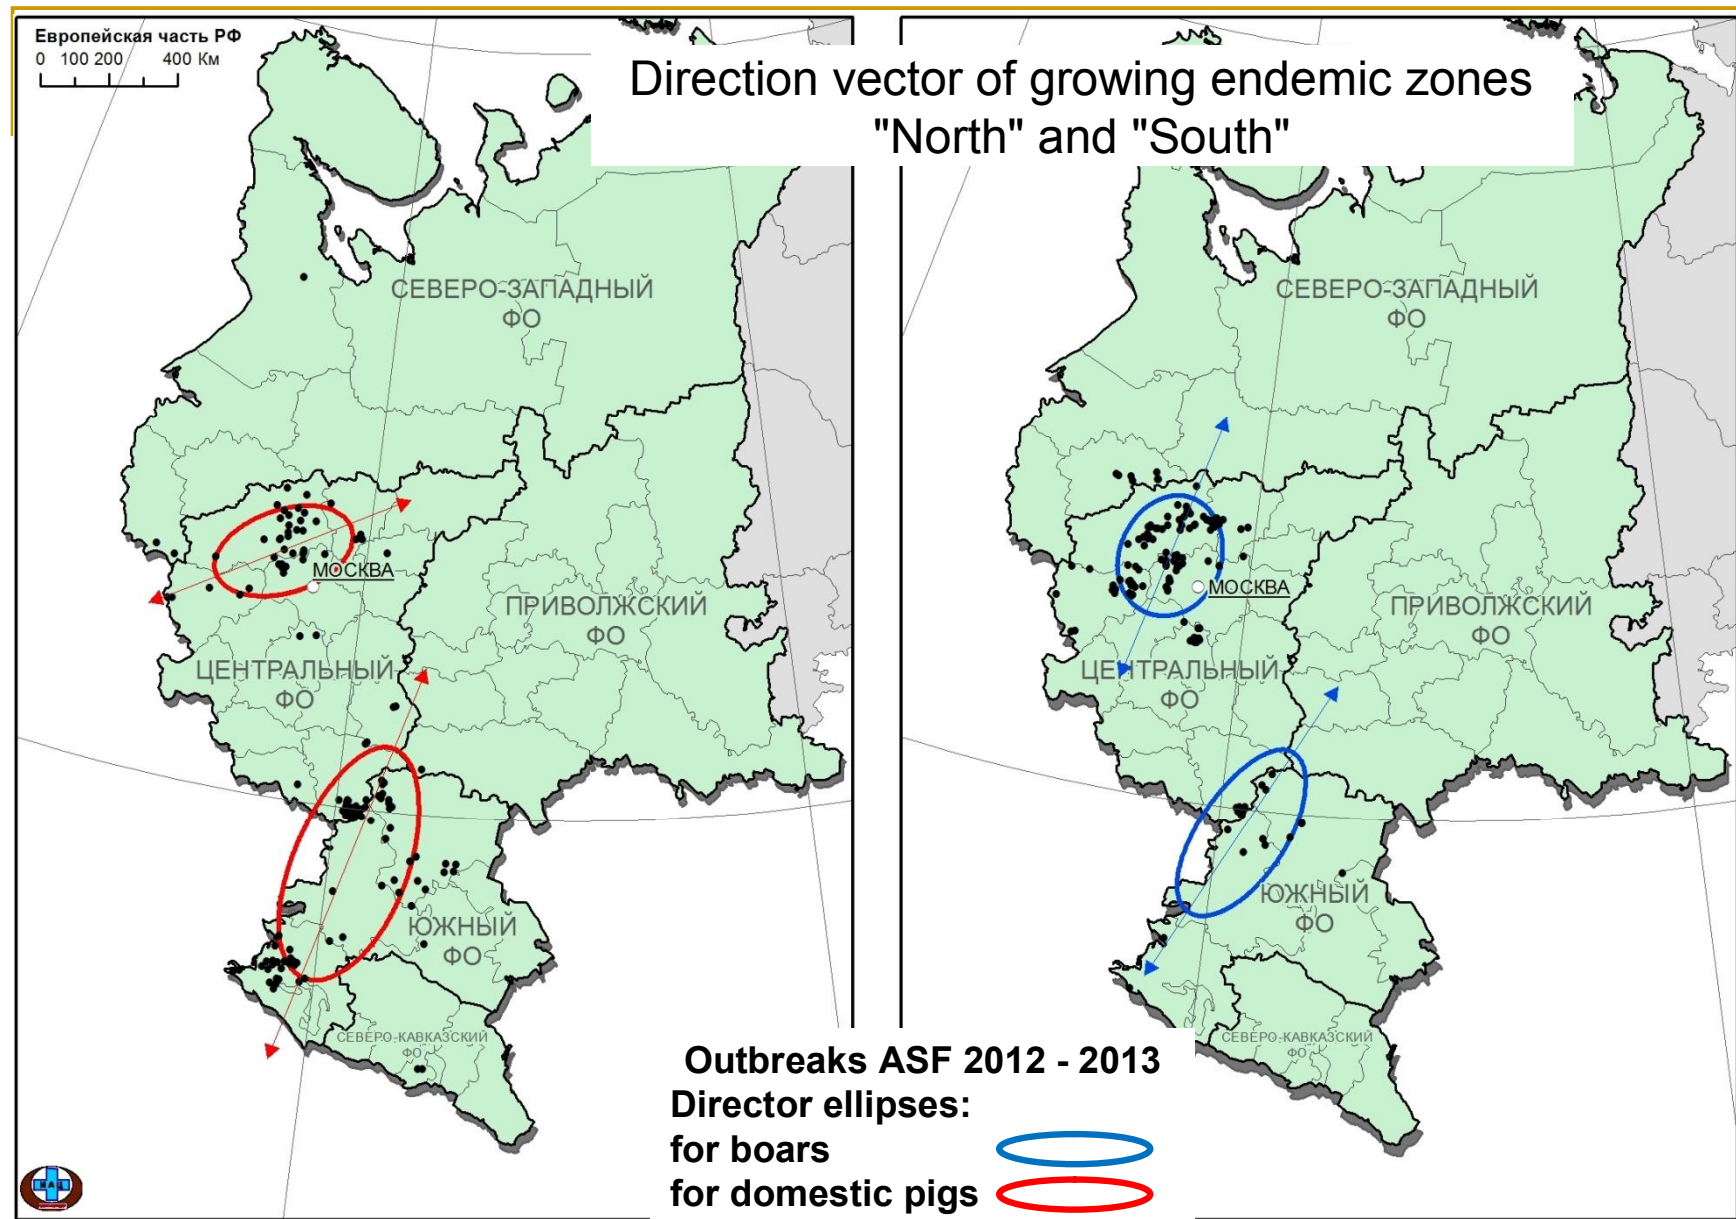 Европейская часть РФ
0 100 200 400 Км
Direction vector of growing endemic zones
"North" and "South"
СЕВЕРО-ЗАПАДНЫЙ
ФО
МОСКВА
ПРИВОЛЖСКИЙ
ФО
ЦЕНТРАЛЬНЫЙ
ФО
ЮЖНЫЙ
ФО
СЕВЕРО-КАВКАЗСКИЙ
ФО
СЕВЕРО-ЗАПАДНЫЙ
ФО
МОСКВА
ПРИВОЛЖСКИЙ
ФО
ЦЕНТРАЛЬНЫЙ
ФО
ЮЖНЫЙ
ФО
СЕВЕРО-КАВКАЗСКИЙ
ФО
Outbreaks ASF 2012 - 2013
Director ellipses:
for boars
for domestic pigs